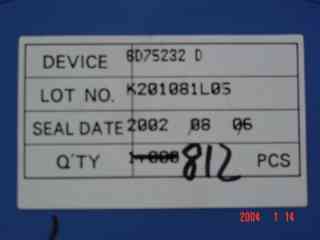 DEVICE 6D75232 D
LOT NO. K201081L05
SEAL DATE 2002 08 06
Q'TY 1,000 812 PCS
2004 1 14